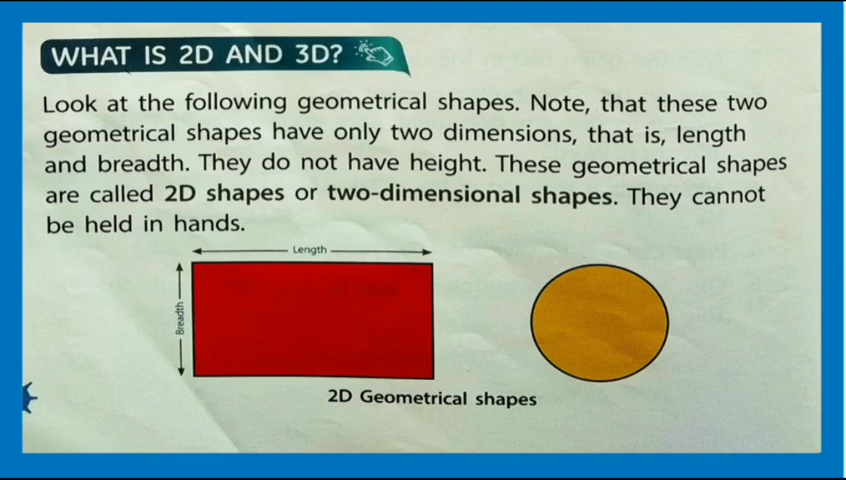 WHAT IS 2D AND 3D?
Look at the following geometrical shapes. Note, that these two
geometrical shapes have only two dimensions, that is, length
and breadth. They do not have height. These geometrical shapes
are called 2D shapes or two-dimensional shapes. They cannot
be held in hands.
Length
Breadth
2D Geometrical shapes